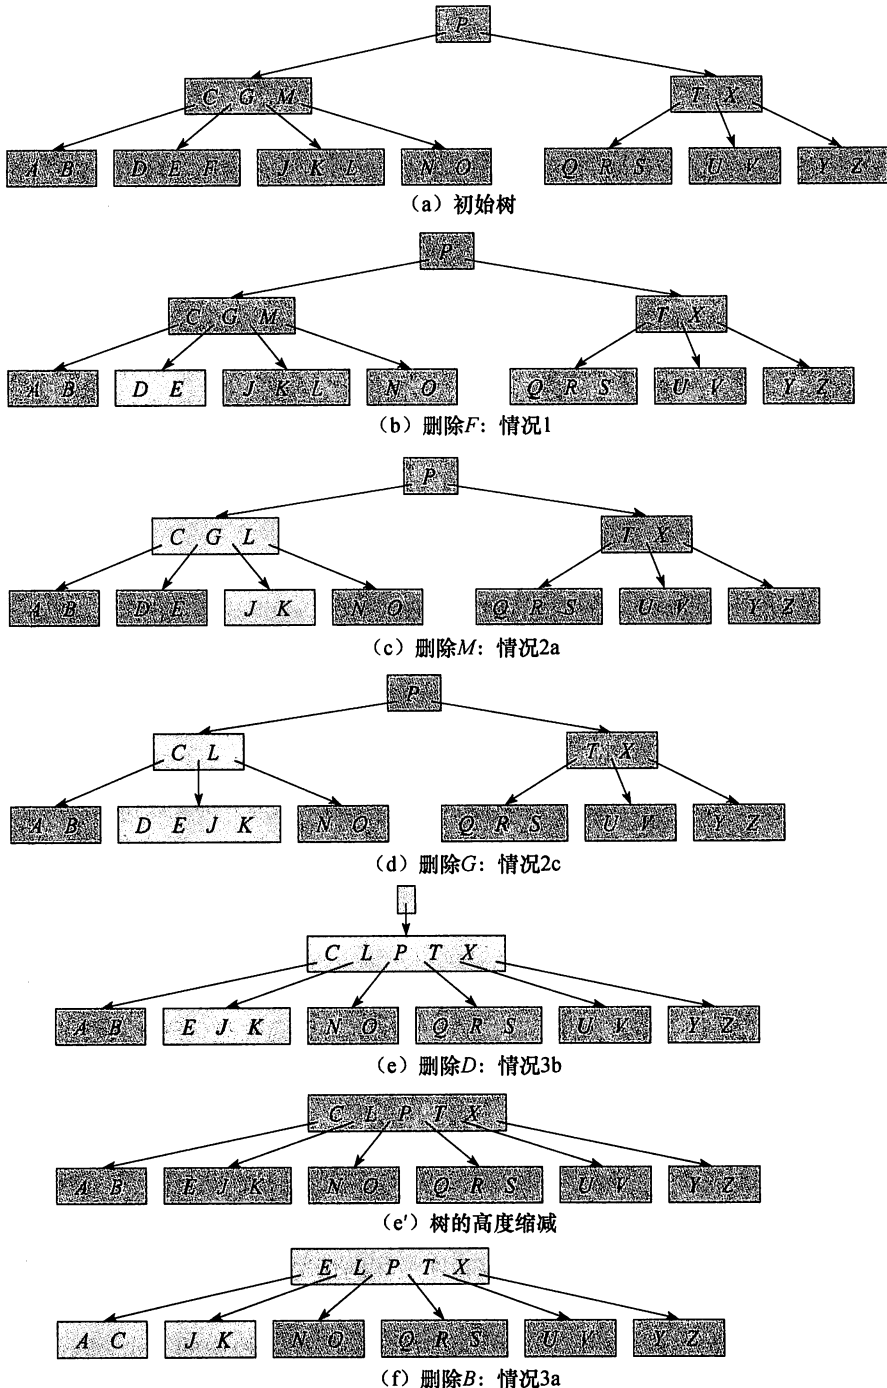 P
C G M T X
A B D E F J K L N O Q R S U V Y Z
(a) 初始树
P
C G M T X
A B D E J K L N O Q R S U V Y Z
(b) 删除F: 情况1
P
C G L T X
A B D E J K N O Q R S U V Y Z
(c) 删除M: 情况2a
P
C L T X
A B D E J K N O Q R S U V Y Z
(d) 删除G: 情况2c
C L P T X
A B E J K N O Q R S U V Y Z
(e) 删除D: 情况3b
C L P T X
A B E J K N O Q R S U V Y Z
(e′) 树的高度缩减
E L P T X
A C J K N O Q R S U V Y Z
(f) 删除B: 情况3a